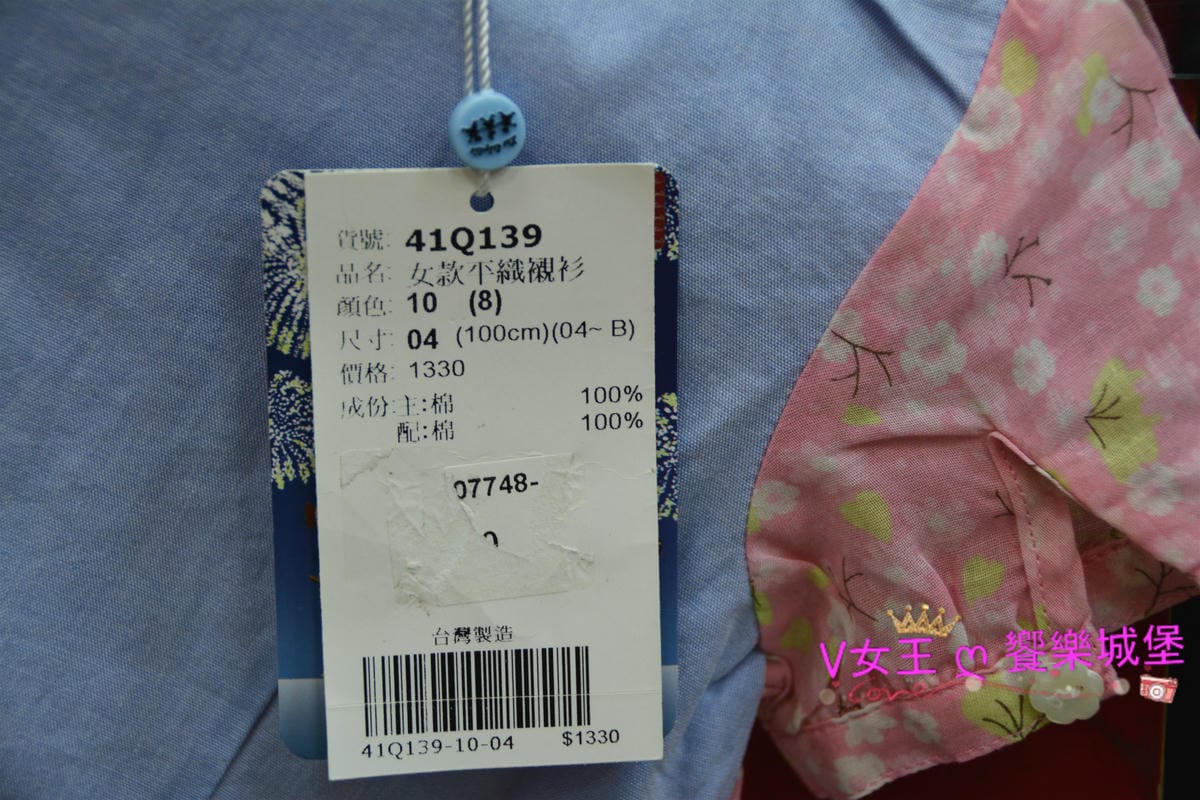 貨號: 41Q139
品名: 女款平織襯衫
顏色: 10 (8)
尺寸: 04 (100cm)(04~ B)
價格: 1330
成份:主:棉 100%
配:棉 100%
07748-
台灣製造
41Q139-10-04 $1330
V女王 ღ 饗樂城堡